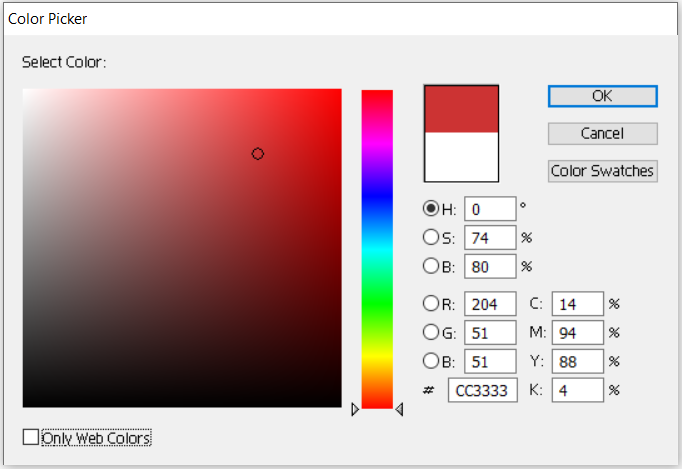 Color Picker
Select Color:
OK
Cancel
Color Swatches
H: 0 °
S: 74 %
B: 80 %
R: 204 C: 14 %
G: 51 M: 94 %
B: 51 Y: 88 %
# CC3333 K: 4 %
Only Web Colors